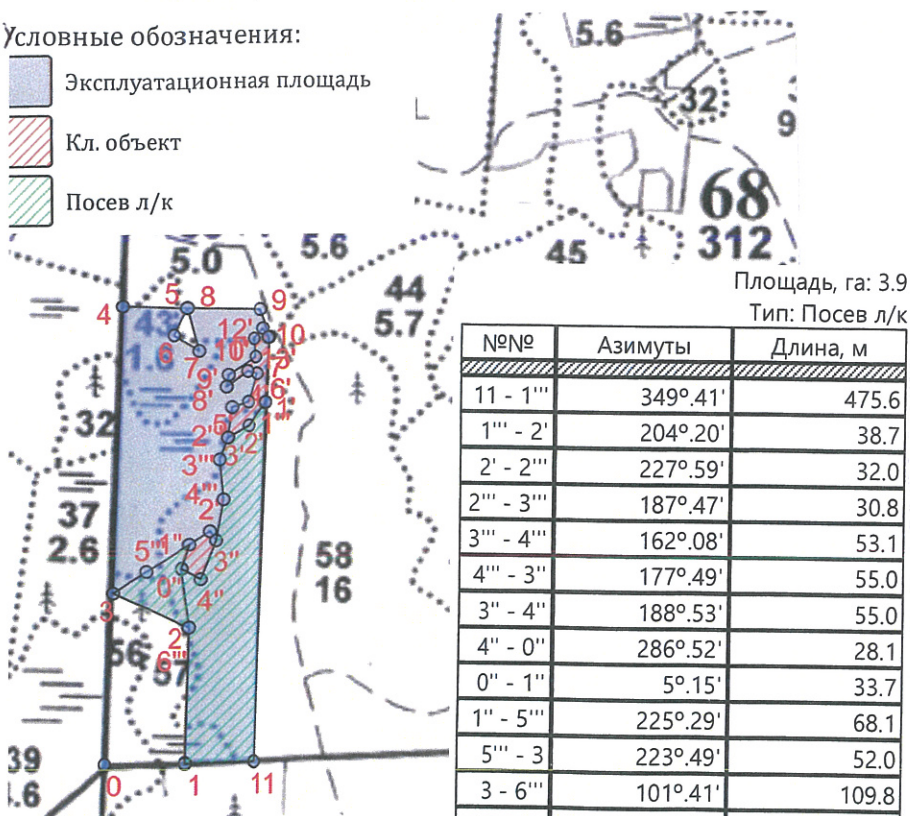 Условные обозначения:
Эксплуатационная площадь
Кл. объект
Посев л/к
5.6
32
9
68
312
45
5.0
5.6
44
5.7
4
5
8
9
43
12'
10
6
7
9'
7'
8'
6'
32
5'
1'
2'
1'''
3'
2'
3'''
4'''
37
2.6
2
5'''
1''
3''
0''
4''
58
16
3
2
56
6'''
57
39
.6
0
1
11
Площадь, га: 3.9
Тип: Посев л/к
№№ Азимуты Длина, м
11 - 1''' 349°.41' 475.6
1''' - 2' 204°.20' 38.7
2' - 2''' 227°.59' 32.0
2''' - 3''' 187°.47' 30.8
3''' - 4''' 162°.08' 53.1
4''' - 3'' 177°.49' 55.0
3'' - 4'' 188°.53' 55.0
4'' - 0'' 286°.52' 28.1
0'' - 1'' 5°.15' 33.7
1'' - 5''' 225°.29' 68.1
5''' - 3 223°.49' 52.0
3 - 6''' 101°.41' 109.8